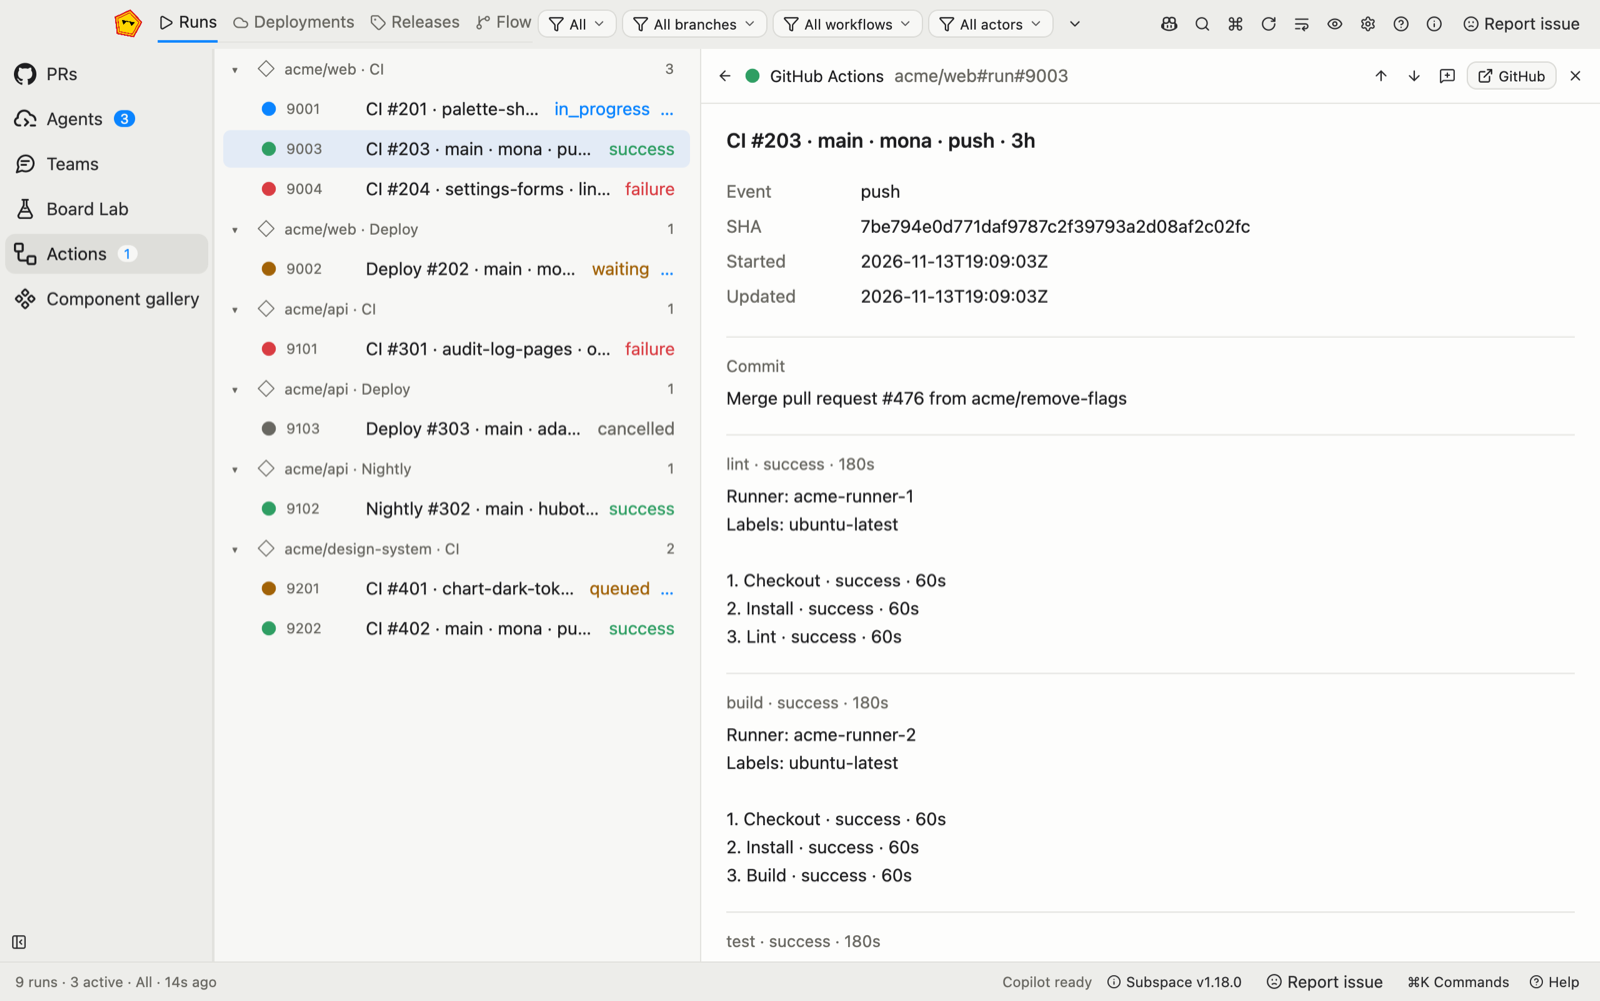 Runs
Deployments
Releases
Flow
All
All branches
All workflows
All actors
Report issue
PRs
Agents 3
Teams
Board Lab
Actions 1
Component gallery
acme/web · CI 3
9001 CI #201 · palette-sh... in_progress ...
9003 CI #203 · main · mona · pu... success
9004 CI #204 · settings-forms · lin... failure
acme/web · Deploy 1
9002 Deploy #202 · main · mo... waiting ...
acme/api · CI 1
9101 CI #301 · audit-log-pages · o... failure
acme/api · Deploy 1
9103 Deploy #303 · main · ada... cancelled
acme/api · Nightly 1
9102 Nightly #302 · main · hubot... success
acme/design-system · CI 2
9201 CI #401 · chart-dark-tok... queued ...
9202 CI #402 · main · mona · pu... success
GitHub Actions acme/web#run#9003
GitHub
CI #203 · main · mona · push · 3h
Event push
SHA 7be794e0d771daf9787c2f39793a2d08af2c02fc
Started 2026-11-13T19:09:03Z
Updated 2026-11-13T19:09:03Z
Commit
Merge pull request #476 from acme/remove-flags
lint · success · 180s
Runner: acme-runner-1
Labels: ubuntu-latest
1. Checkout · success · 60s
2. Install · success · 60s
3. Lint · success · 60s
build · success · 180s
Runner: acme-runner-2
Labels: ubuntu-latest
1. Checkout · success · 60s
2. Install · success · 60s
3. Build · success · 60s
test · success · 180s
9 runs · 3 active · All · 14s ago
Copilot ready
Subspace v1.18.0
Report issue
⌘K Commands
Help